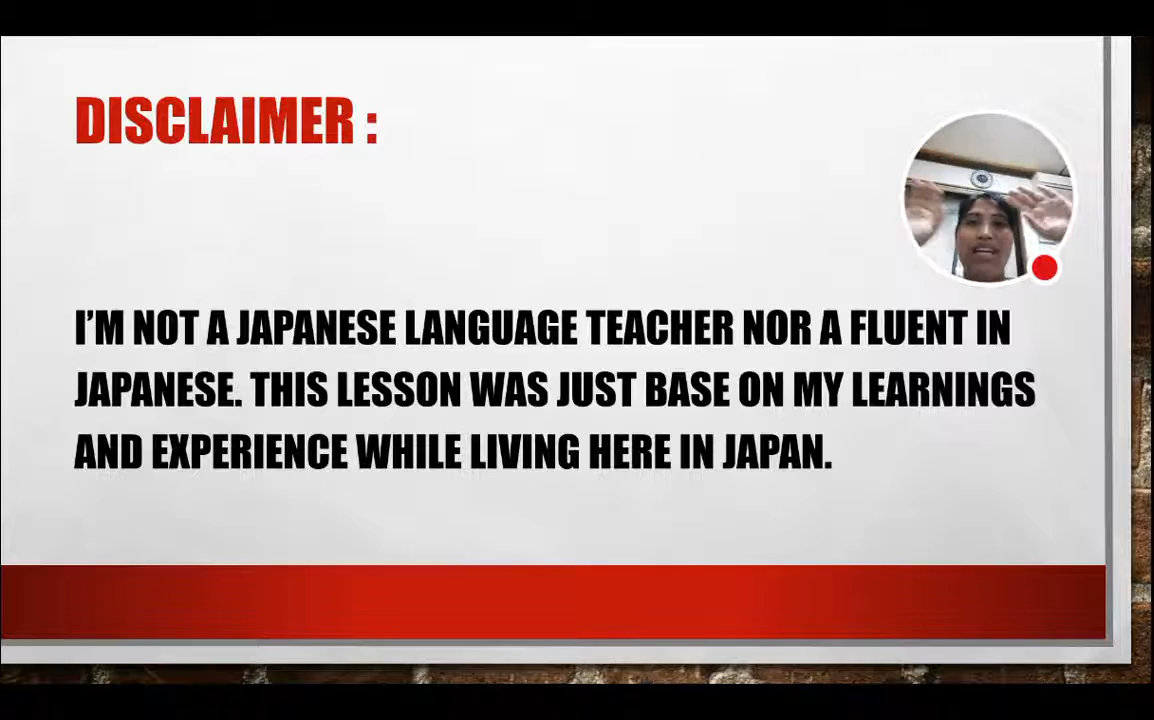 DISCLAIMER :
I'M NOT A JAPANESE LANGUAGE TEACHER NOR A FLUENT IN
JAPANESE. THIS LESSON WAS JUST BASE ON MY LEARNINGS
AND EXPERIENCE WHILE LIVING HERE IN JAPAN.